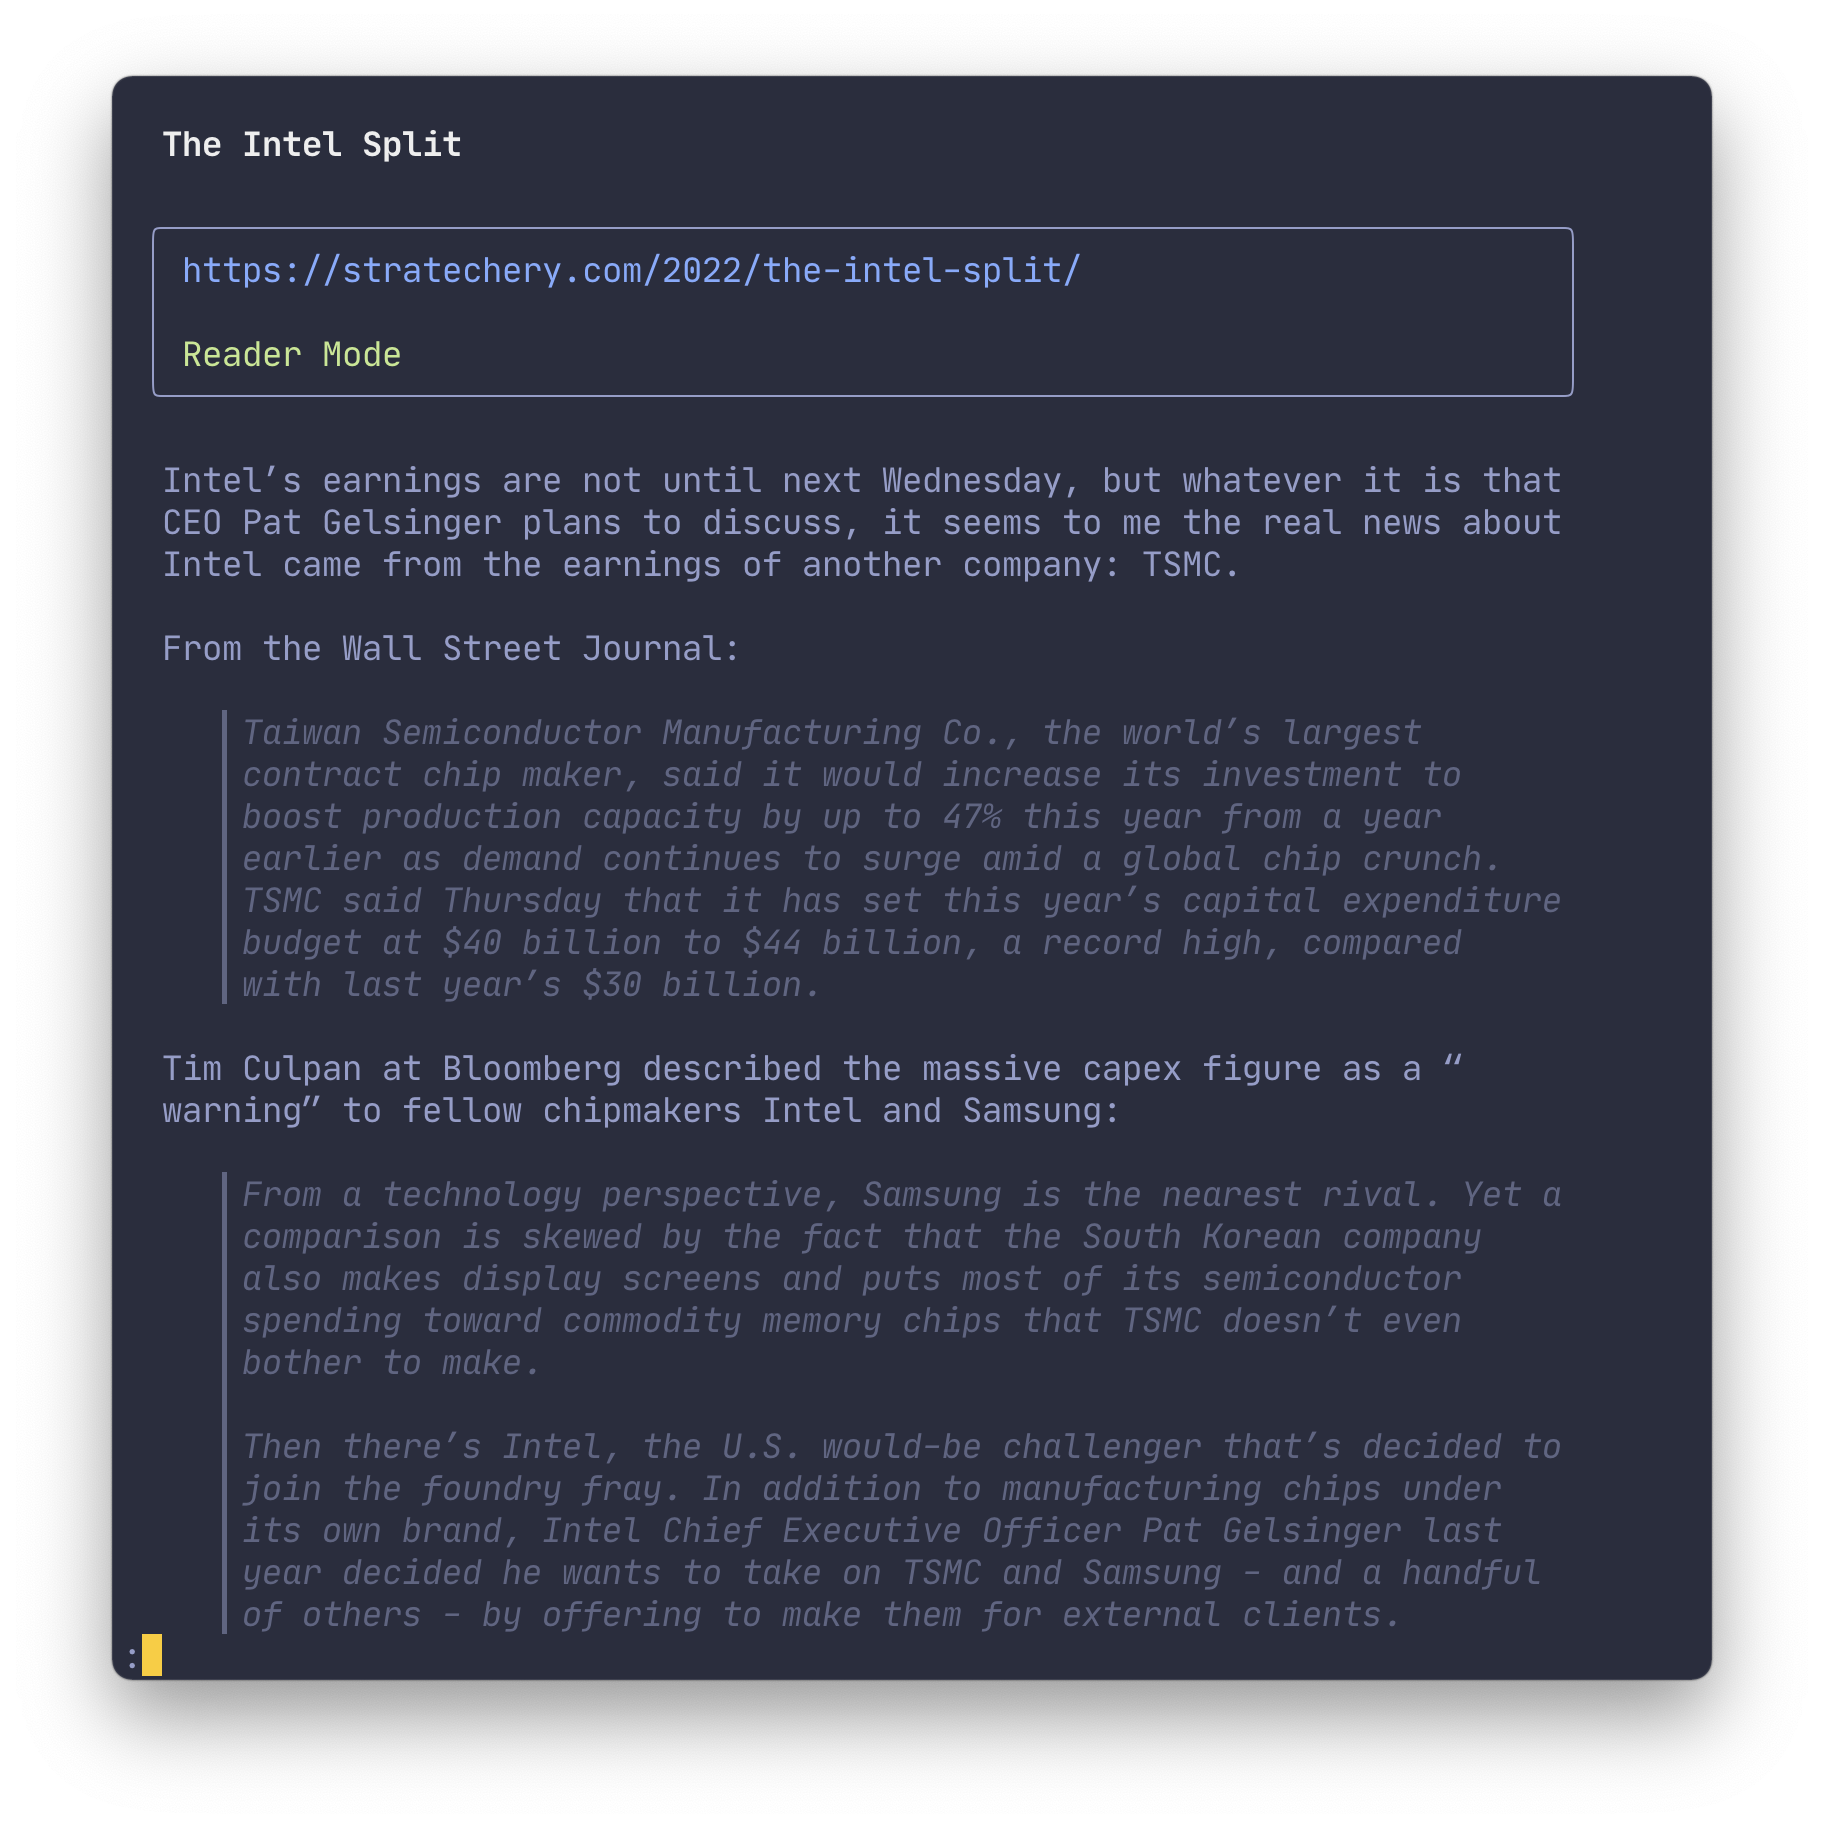 The Intel Split
https://stratechery.com/2022/the-intel-split/
Reader Mode
Intel’s earnings are not until next Wednesday, but whatever it is that
CEO Pat Gelsinger plans to discuss, it seems to me the real news about
Intel came from the earnings of another company: TSMC.
From the Wall Street Journal:
Taiwan Semiconductor Manufacturing Co., the world’s largest
contract chip maker, said it would increase its investment to
boost production capacity by up to 47% this year from a year
earlier as demand continues to surge amid a global chip crunch.
TSMC said Thursday that it has set this year’s capital expenditure
budget at $40 billion to $44 billion, a record high, compared
with last year’s $30 billion.
Tim Culpan at Bloomberg described the massive capex figure as a “
warning” to fellow chipmakers Intel and Samsung:
From a technology perspective, Samsung is the nearest rival. Yet a
comparison is skewed by the fact that the South Korean company
also makes display screens and puts most of its semiconductor
spending toward commodity memory chips that TSMC doesn’t even
bother to make.
Then there’s Intel, the U.S. would-be challenger that’s decided to
join the foundry fray. In addition to manufacturing chips under
its own brand, Intel Chief Executive Officer Pat Gelsinger last
year decided he wants to take on TSMC and Samsung – and a handful
of others – by offering to make them for external clients.
: